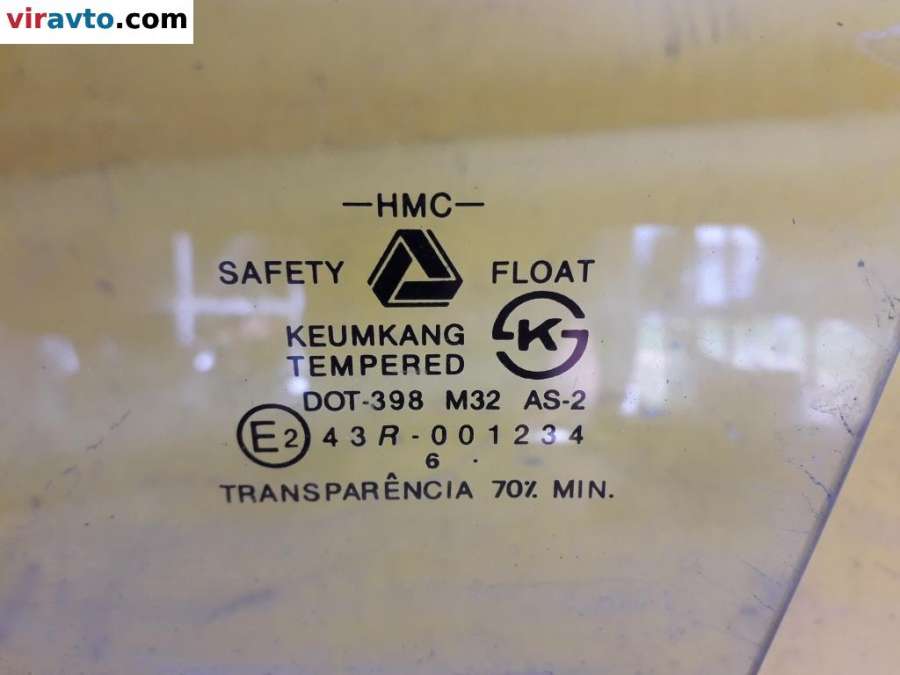 viravto.com
—HMC—
SAFETY FLOAT
K
KEUMKANG
TEMPERED
DOT-398 M32 AS-2
E2 43R-001234
6 .
TRANSPARÊNCIA 70% MIN.